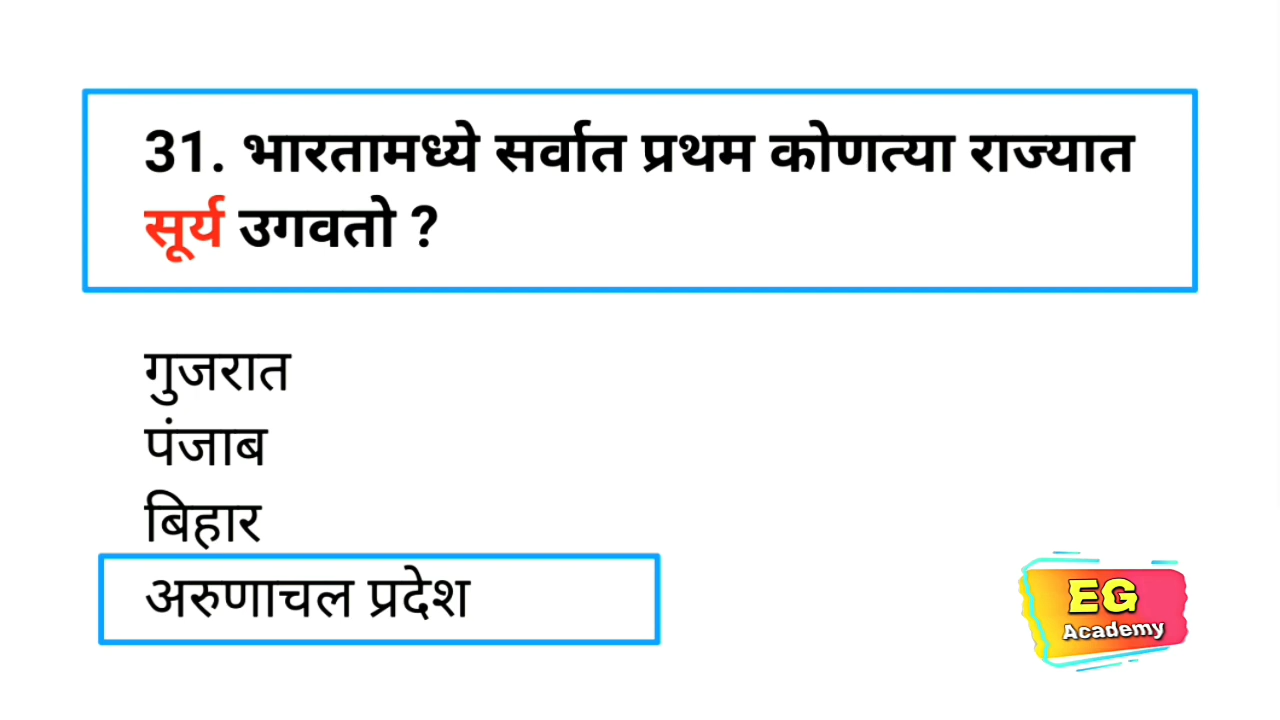 31. भारतामध्ये सर्वात प्रथम कोणत्या राज्यात
सूर्य उगवतो ?
गुजरात
पंजाब
बिहार
अरुणाचल प्रदेश
EG
Academy